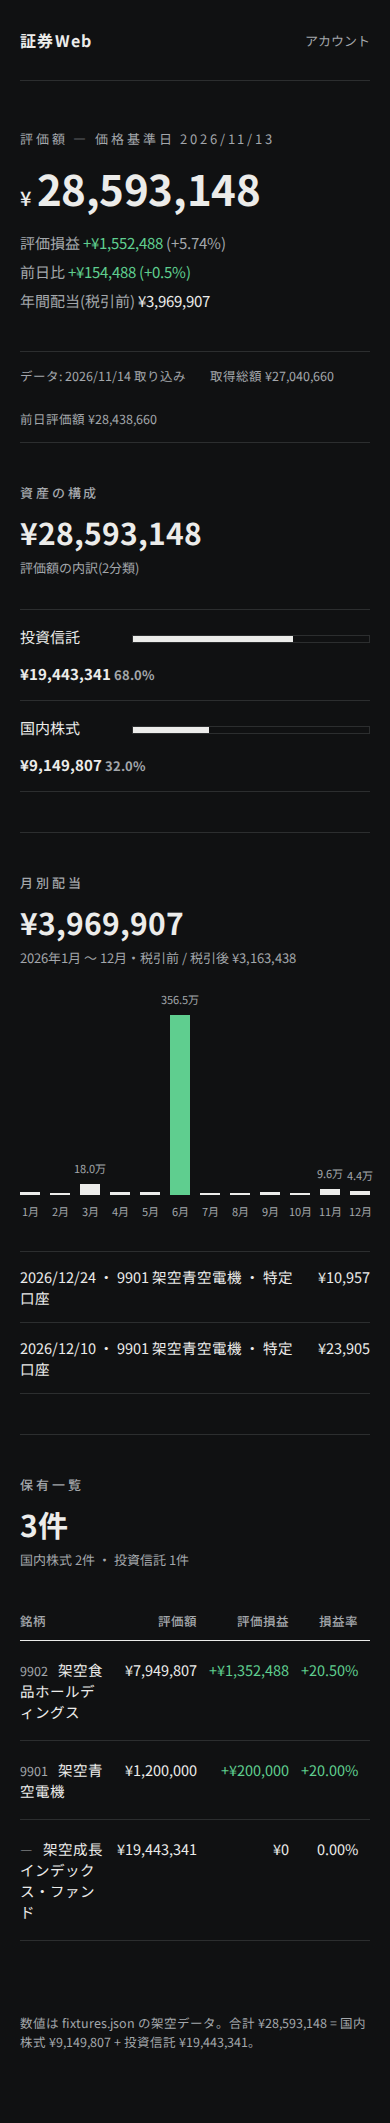 証券Web
アカウント
評価額 — 価格基準日 2026/11/13
¥ 28,593,148
評価損益 +¥1,552,488 (+5.74%)
前日比 +¥154,488 (+0.5%)
年間配当(税引前) ¥3,969,907
データ: 2026/11/14 取り込み 取得総額 ¥27,040,660
前日評価額 ¥28,438,660
資産の構成
¥28,593,148
評価額の内訳(2分類)
投資信託
¥19,443,341 68.0%
国内株式
¥9,149,807 32.0%
月別配当
¥3,969,907
2026年1月 〜 12月・税引前 / 税引後 ¥3,163,438
356.5万
18.0万
9.6万 4.4万
1月 2月 3月 4月 5月 6月 7月 8月 9月 10月 11月 12月
2026/12/24 ・ 9901 架空青空電機 ・ 特定 ¥10,957
口座
2026/12/10 ・ 9901 架空青空電機 ・ 特定 ¥23,905
口座
保有一覧
3件
国内株式 2件 ・ 投資信託 1件
銘柄 評価額 評価損益 損益率
9902 架空食 ¥7,949,807 +¥1,352,488 +20.50%
品ホールデ
ィングス
9901 架空青 ¥1,200,000 +¥200,000 +20.00%
空電機
— 架空成長 ¥19,443,341 ¥0 0.00%
インデック
ス・ファン
ド
数値は fixtures.json の架空データ。合計 ¥28,593,148 = 国内
株式 ¥9,149,807 + 投資信託 ¥19,443,341。